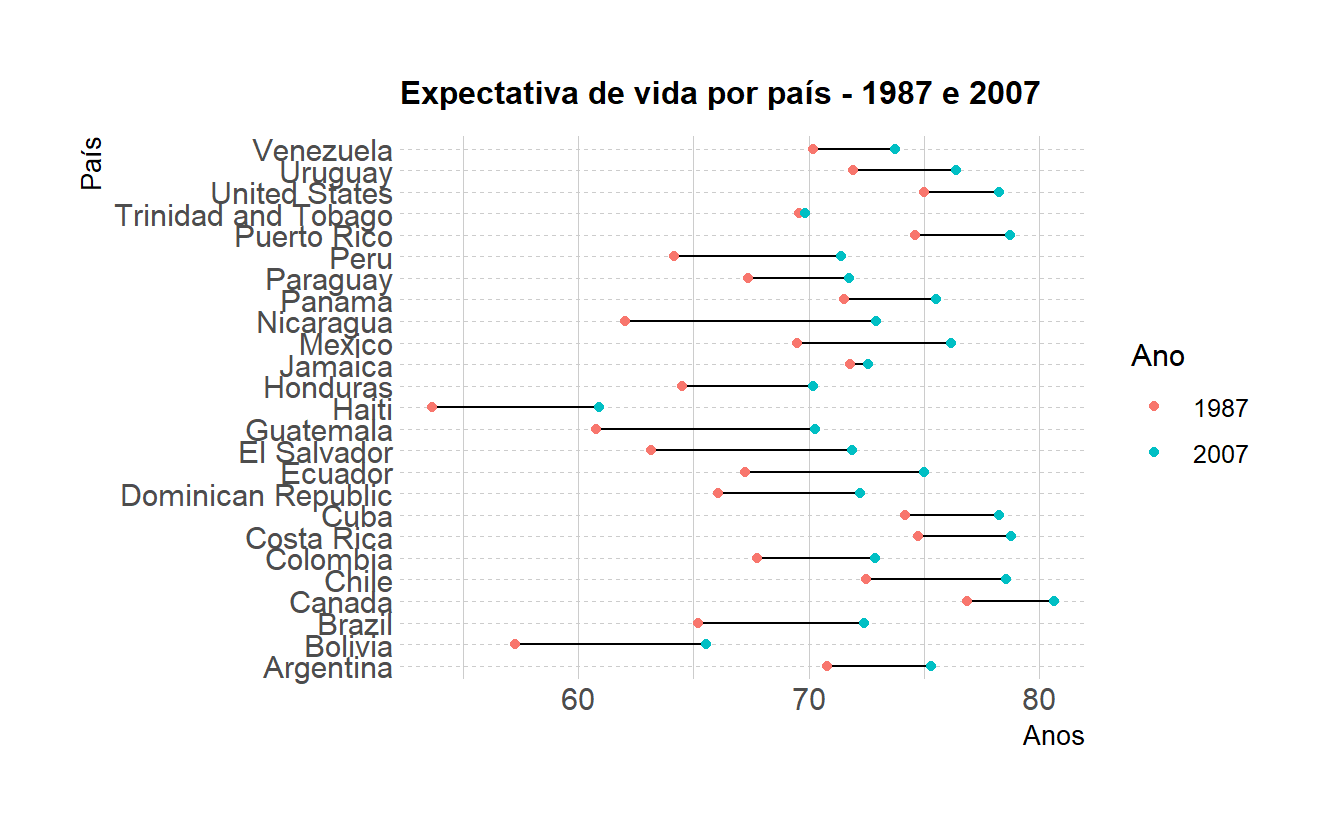 Expectativa de vida por país - 1987 e 2007
País
Venezuela
Uruguay
United States
Trinidad and Tobago
Puerto Rico
Peru
Paraguay
Panama
Nicaragua
Mexico
Jamaica
Honduras
Haiti
Guatemala
El Salvador
Ecuador
Dominican Republic
Cuba
Costa Rica
Colombia
Chile
Canada
Brazil
Bolivia
Argentina
60 70 80
Anos
Ano
1987
2007